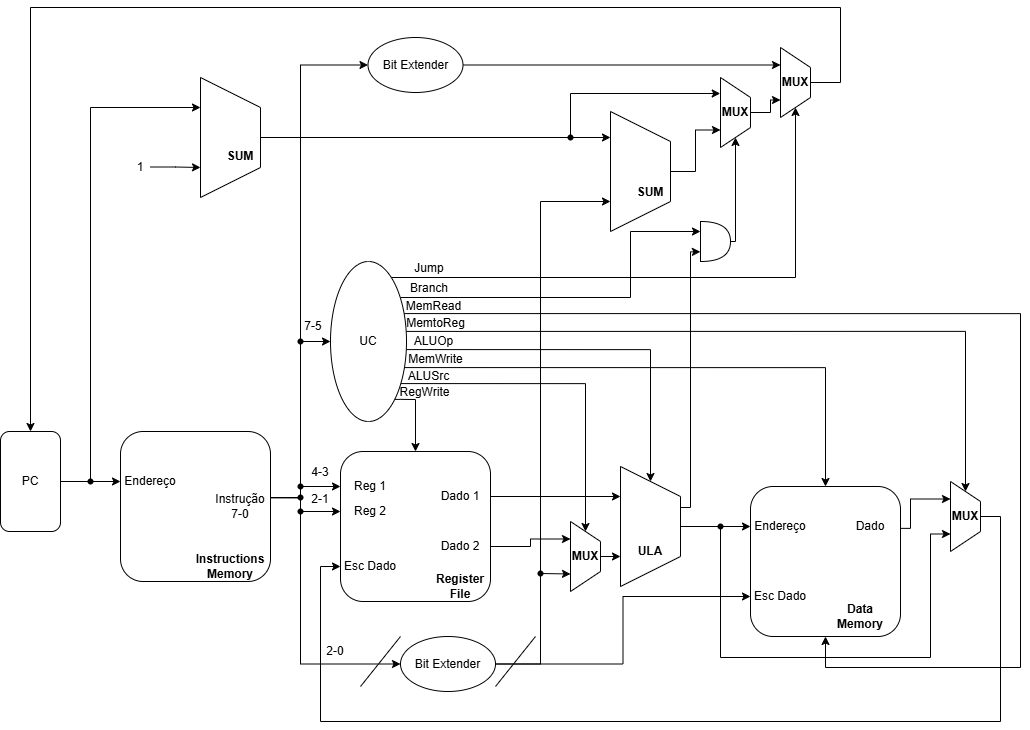 Bit Extender
MUX
MUX
SUM
1
SUM
Jump
Branch
MemRead
MemtoReg
ALUOp
MemWrite
ALUSrc
RegWrite
7-5
UC
PC
Endereço
Instrução
7-0
Instructions
Memory
4-3
2-1
Reg 1
Reg 2
Esc Dado
Dado 1
Dado 2
Register
File
MUX
ULA
Endereço
Dado
Esc Dado
Data
Memory
MUX
2-0
Bit Extender